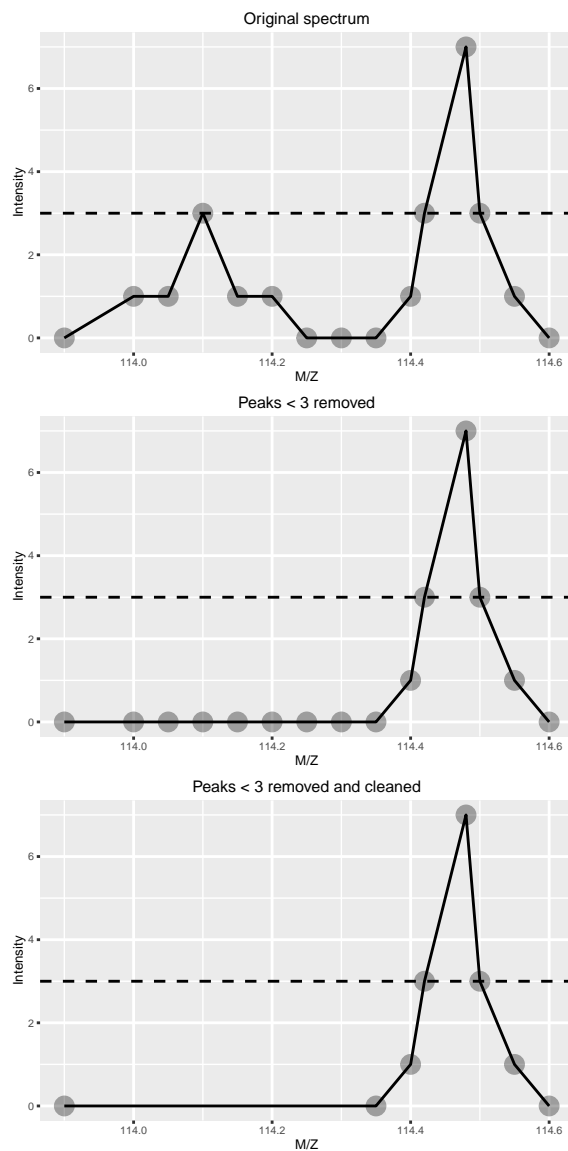 Original spectrum
6
4
2
0
Intensity
114.0 114.2 114.4 114.6
M/Z
Peaks < 3 removed
6
4
2
0
Intensity
114.0 114.2 114.4 114.6
M/Z
Peaks < 3 removed and cleaned
6
4
2
0
Intensity
114.0 114.2 114.4 114.6
M/Z